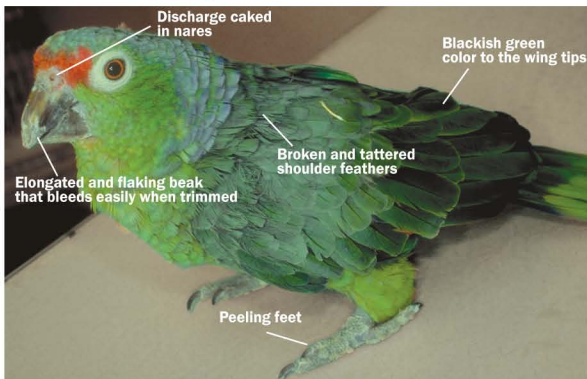 Discharge caked
in nares
Blackish green
color to the wing tips
Broken and tattered
shoulder feathers
Elongated and flaking beak
that bleeds easily when trimmed
Peeling feet